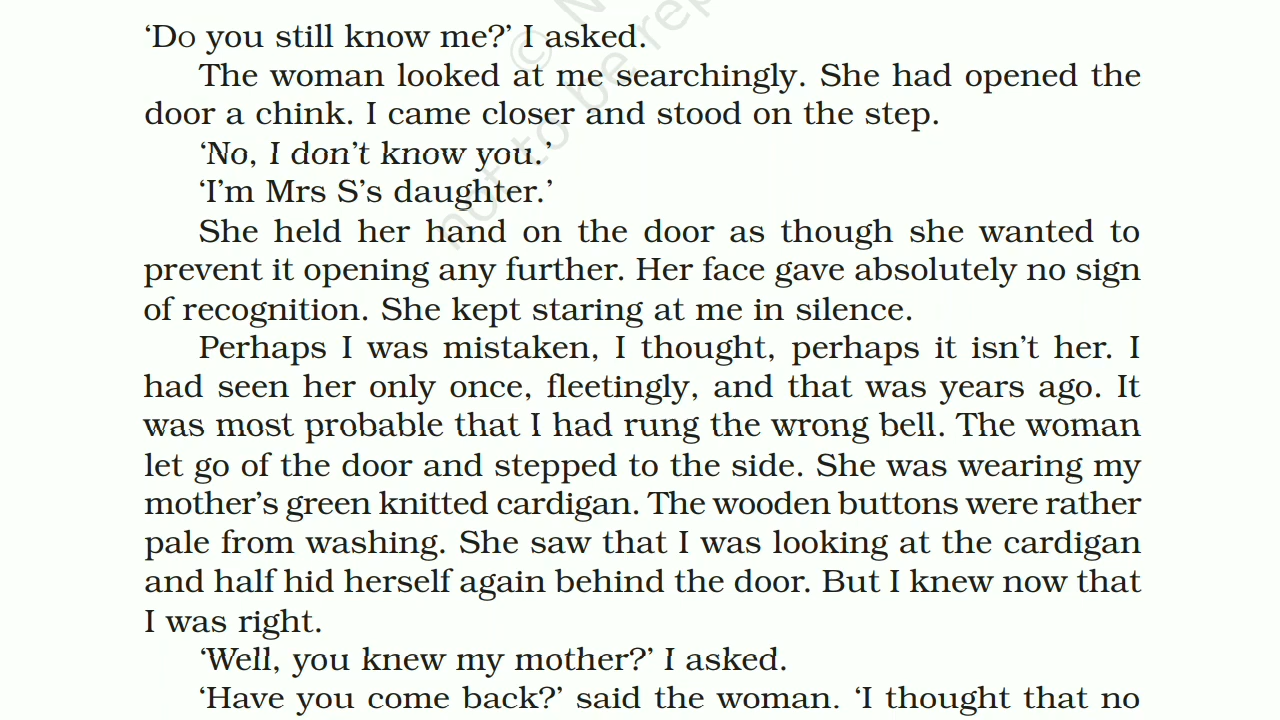 ‘Do you still know me?’ I asked.
The woman looked at me searchingly. She had opened the
door a chink. I came closer and stood on the step.
‘No, I don’t know you.’
‘I’m Mrs S’s daughter.’
She held her hand on the door as though she wanted to
prevent it opening any further. Her face gave absolutely no sign
of recognition. She kept staring at me in silence.
Perhaps I was mistaken, I thought, perhaps it isn’t her. I
had seen her only once, fleetingly, and that was years ago. It
was most probable that I had rung the wrong bell. The woman
let go of the door and stepped to the side. She was wearing my
mother’s green knitted cardigan. The wooden buttons were rather
pale from washing. She saw that I was looking at the cardigan
and half hid herself again behind the door. But I knew now that
I was right.
‘Well, you knew my mother?’ I asked.
‘Have you come back?’ said the woman. ‘I thought that no
© N
not to be rep